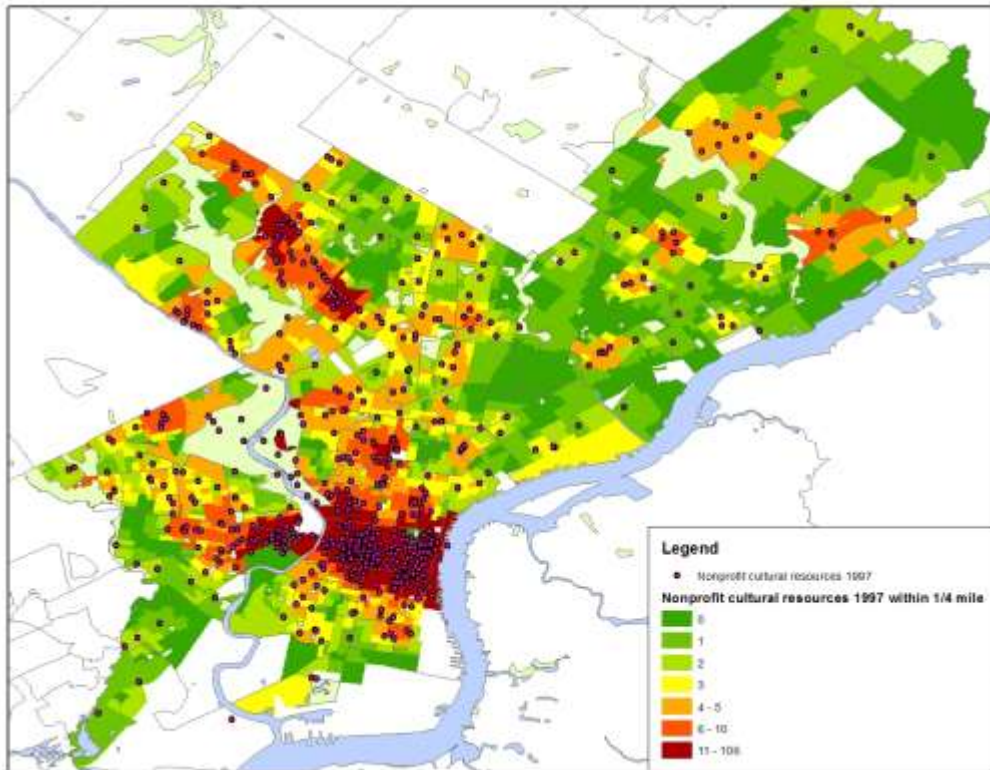 Legend
Nonprofit cultural resources 1997
Nonprofit cultural resources 1997 within 1/4 mile
0
1
2
3
4 - 5
6 - 10
11 - 106